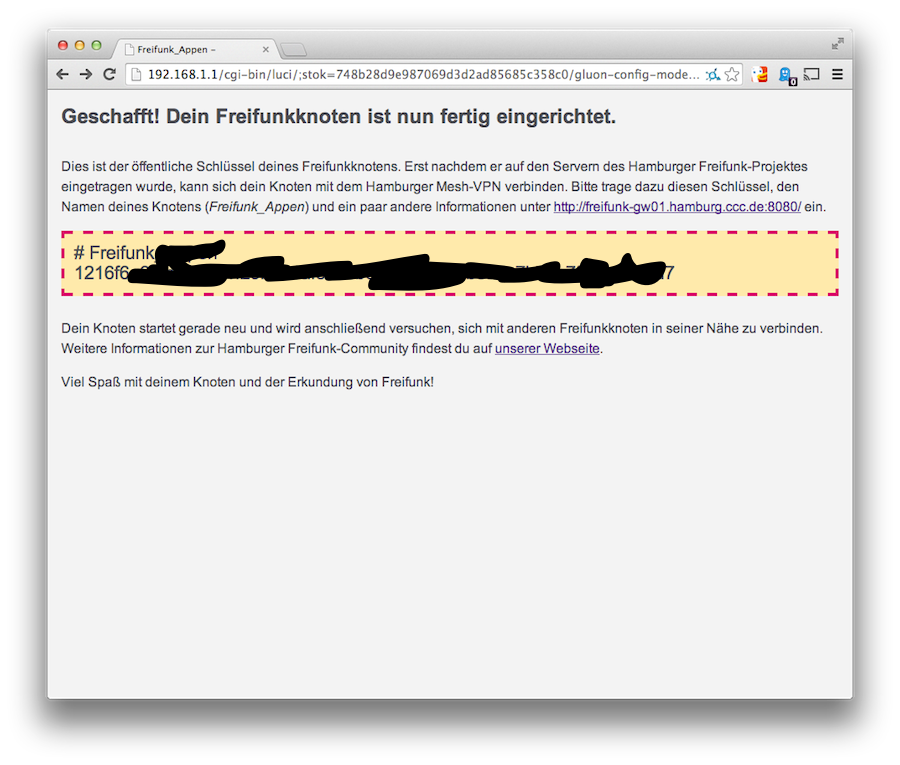 Freifunk_Appen –
192.168.1.1/cgi-bin/luci/;stok=748b28d9e987069d3d2ad85685c358c0/gluon-config-mode...
0
Geschafft! Dein Freifunkknoten ist nun fertig eingerichtet.
Dies ist der öffentliche Schlüssel deines Freifunkknotens. Erst nachdem er auf den Servern des Hamburger Freifunk-Projektes
eingetragen wurde, kann sich dein Knoten mit dem Hamburger Mesh-VPN verbinden. Bitte trage dazu diesen Schlüssel, den
Namen deines Knotens (Freifunk_Appen) und ein paar andere Informationen unter http://freifunk-gw01.hamburg.ccc.de:8080/ ein.
# Freifunk
1216f6
Dein Knoten startet gerade neu und wird anschließend versuchen, sich mit anderen Freifunkknoten in seiner Nähe zu verbinden.
Weitere Informationen zur Hamburger Freifunk-Community findest du auf unserer Webseite.
Viel Spaß mit deinem Knoten und der Erkundung von Freifunk!